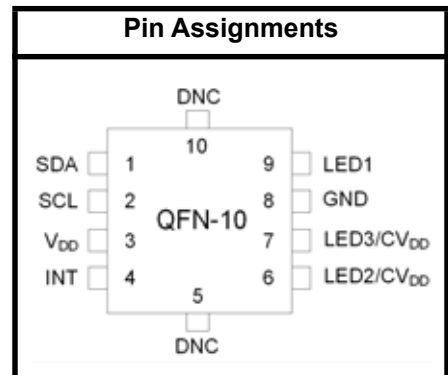 Pin Assignments
DNC
10
SDA 1 9 LED1
SCL 2 8 GND
QFN-10
VDD 3 7 LED3/CVDD
INT 4 6 LED2/CVDD
5
DNC